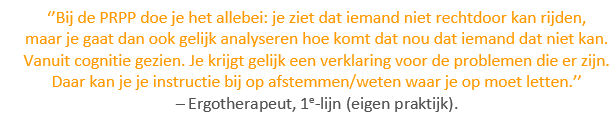 ‘’Bij de PRPP doe je het allebei: je ziet dat iemand niet rechtdoor kan rijden,
maar je gaat dan ook gelijk analyseren hoe komt dat nou dat iemand dat niet kan.
Vanuit cognitie gezien. Je krijgt gelijk een verklaring voor de problemen die er zijn.
Daar kan je je instructie bij op afstemmen/weten waar je op moet letten.’’
– Ergotherapeut, 1e-lijn (eigen praktijk).